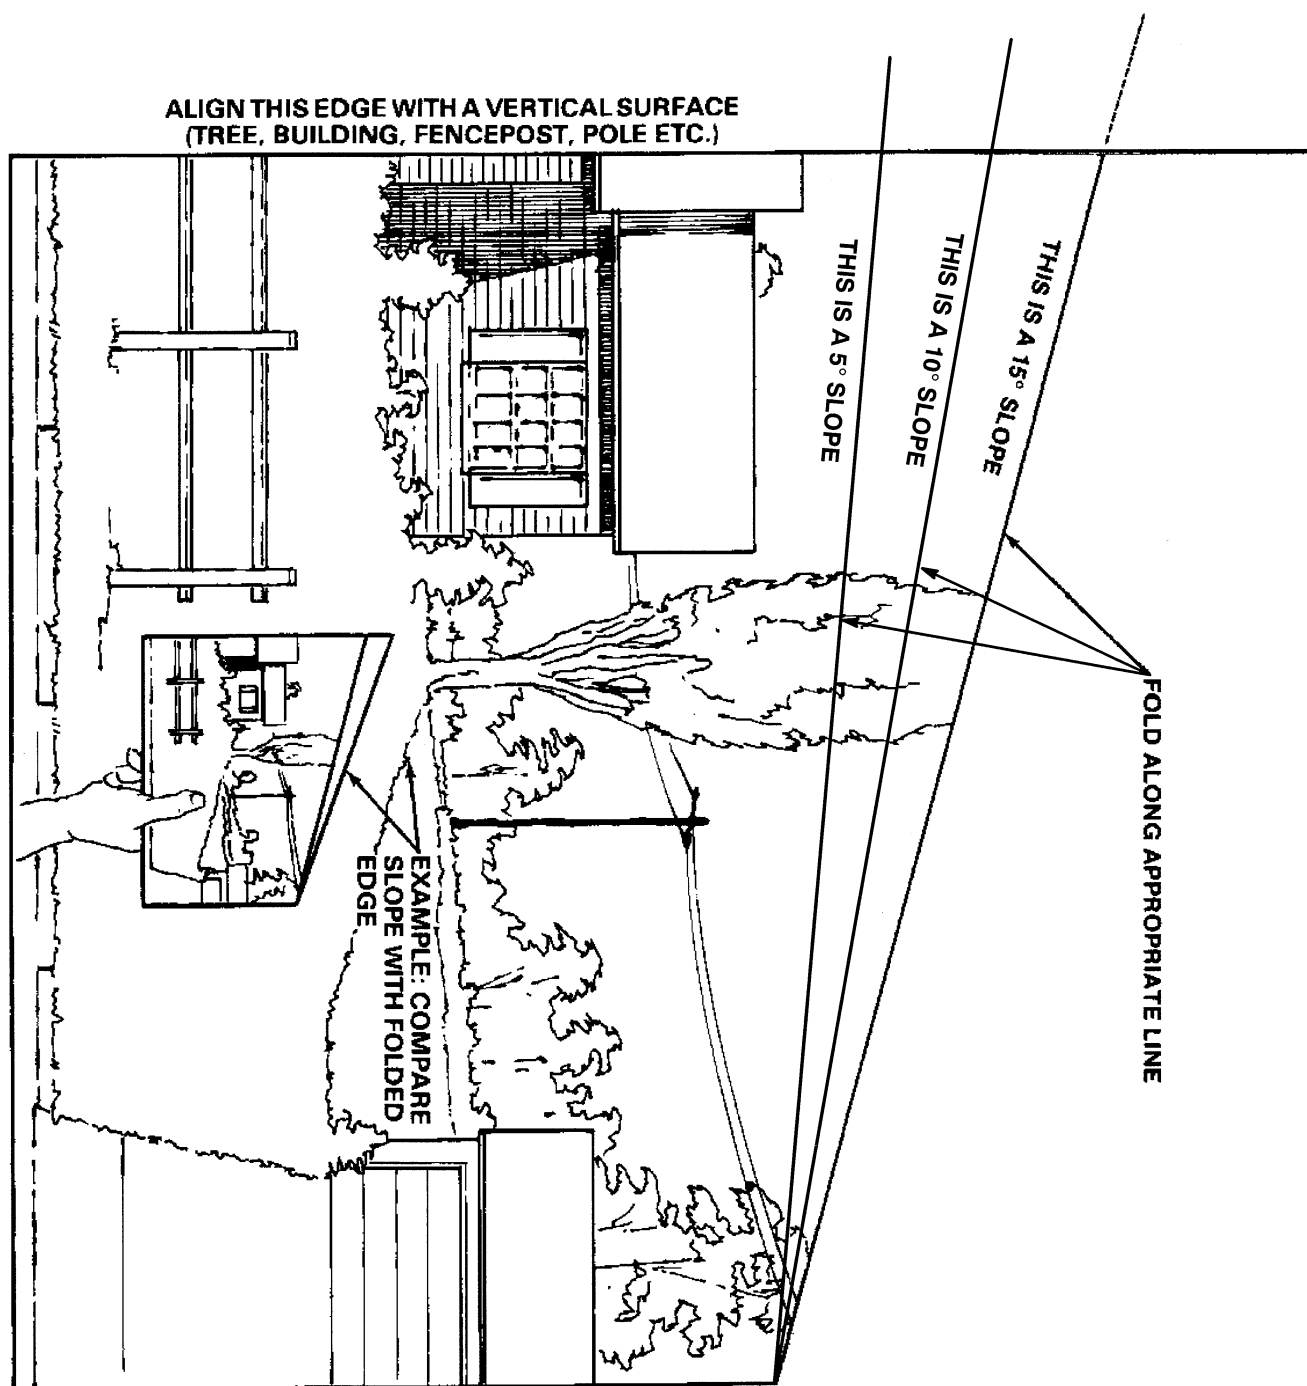 ALIGN THIS EDGE WITH A VERTICAL SURFACE
(TREE, BUILDING, FENCEPOST, POLE ETC.)
THIS IS A 15° SLOPE
THIS IS A 10° SLOPE
THIS IS A 5° SLOPE
FOLD ALONG APPROPRIATE LINE
EXAMPLE: COMPARE
SLOPE WITH FOLDED
EDGE